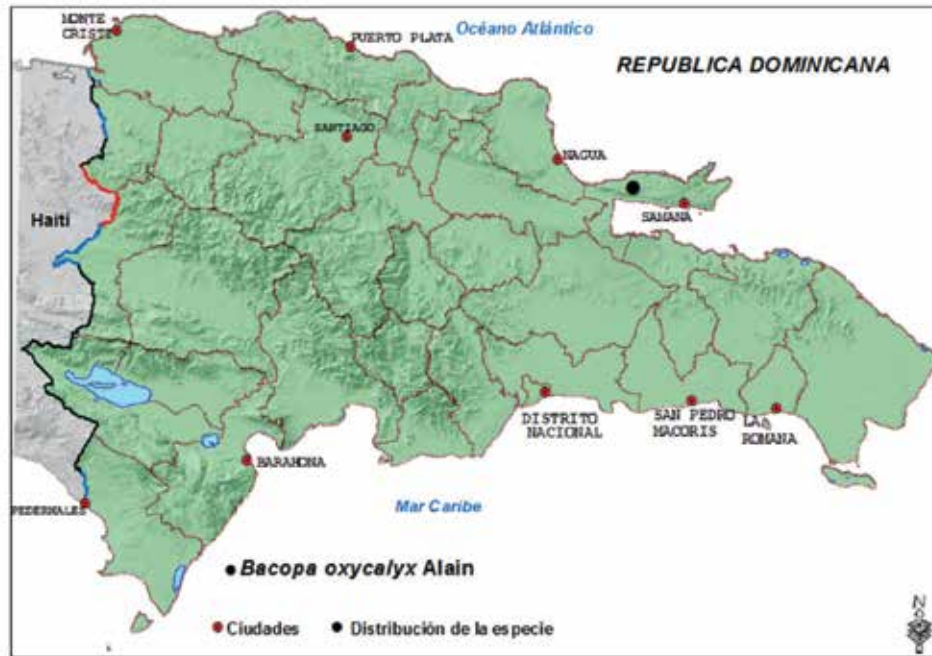 MONTE
CRISTI
PUERTO PLATA
Océano Atlántico
REPUBLICA DOMINICANA
SANTIAGO
NAGUA
Haití
SAMANA
DISTRITO
NACIONAL
SAN PEDRO
MACORIS
LA
ROMANA
BARAHONA
PEDERNALES
Mar Caribe
Bacopa oxycalyx Alain
Ciudades
Distribución de la especie